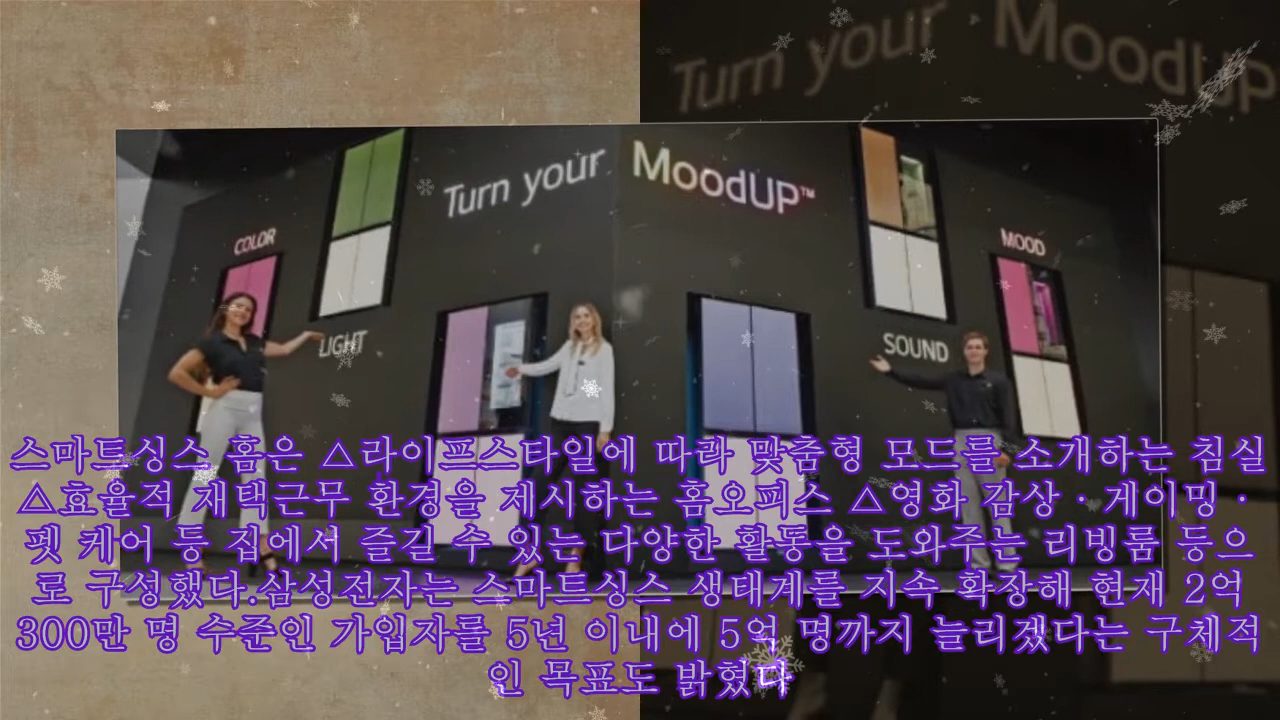 Turn your MoodUP
Turn your MoodUP™
COLOR
MOOD
LIGHT
SOUND
스마트싱스 홈은 △라이프스타일에 따라 맞춤형 모드를 소개하는 침실
△효율적 재택근무 환경을 제시하는 홈오피스 △영화 감상·게이밍·
펫 케어 등 집에서 즐길 수 있는 다양한 활동을 도와주는 리빙룸 등으
로 구성했다.삼성전자는 스마트싱스 생태계를 지속 확장해 현재 2억
300만 명 수준인 가입자를 5년 이내에 5억 명까지 늘리겠다는 구체적
인 목표도 밝혔다